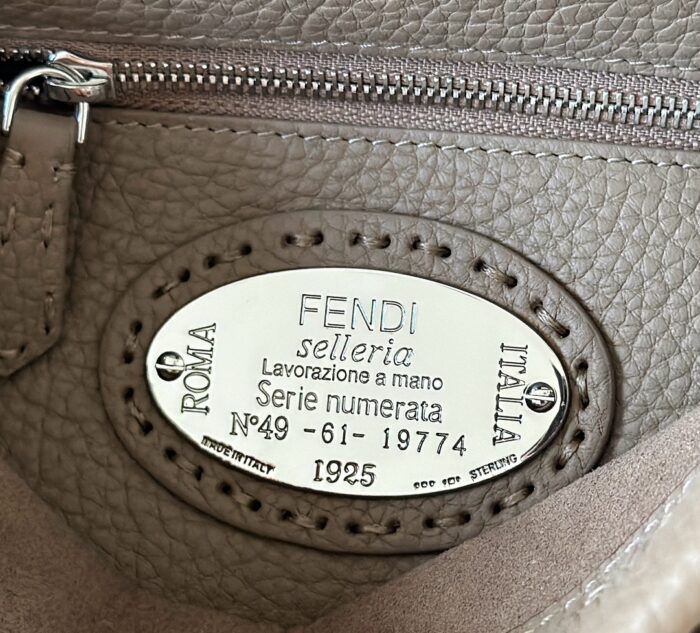 FENDI
selleria
Lavorazione a mano
Serie numerata
Nº49 -61- 19774
1925
ROMA
ITALIA
MADE IN ITALY
STERLING